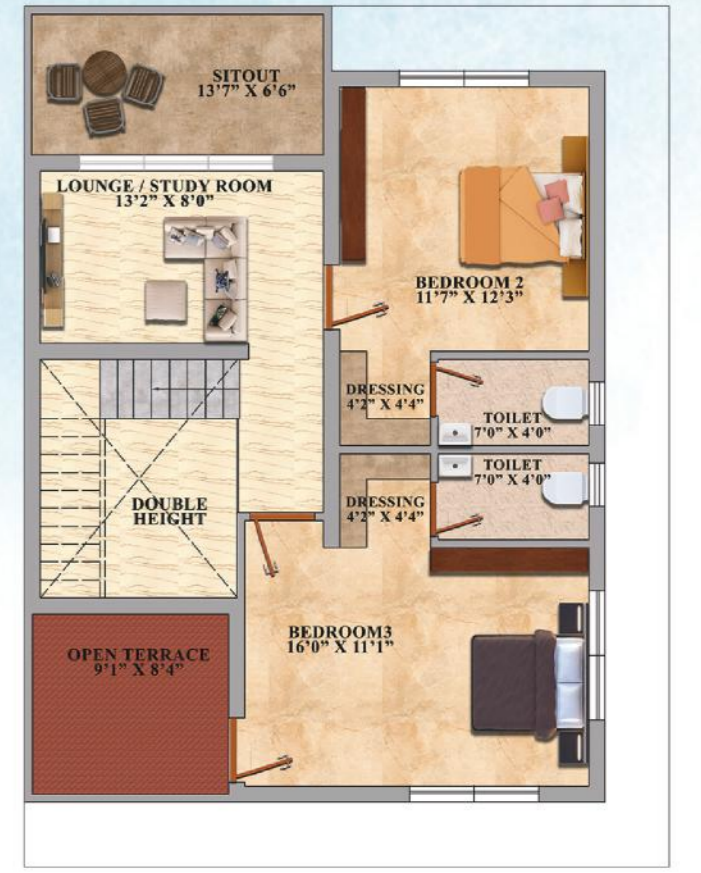 SITOUT
13’7” X 6’6”
LOUNGE / STUDY ROOM
13’2” X 8’0”
BEDROOM 2
11’7” X 12’3”
DRESSING
4’2” X 4’4”
TOILET
7’0” X 4’0”
TOILET
7’0” X 4’0”
DRESSING
4’2” X 4’4”
DOUBLE
HEIGHT
BEDROOM3
16’0” X 11’1”
OPEN TERRACE
9’1” X 8’4”